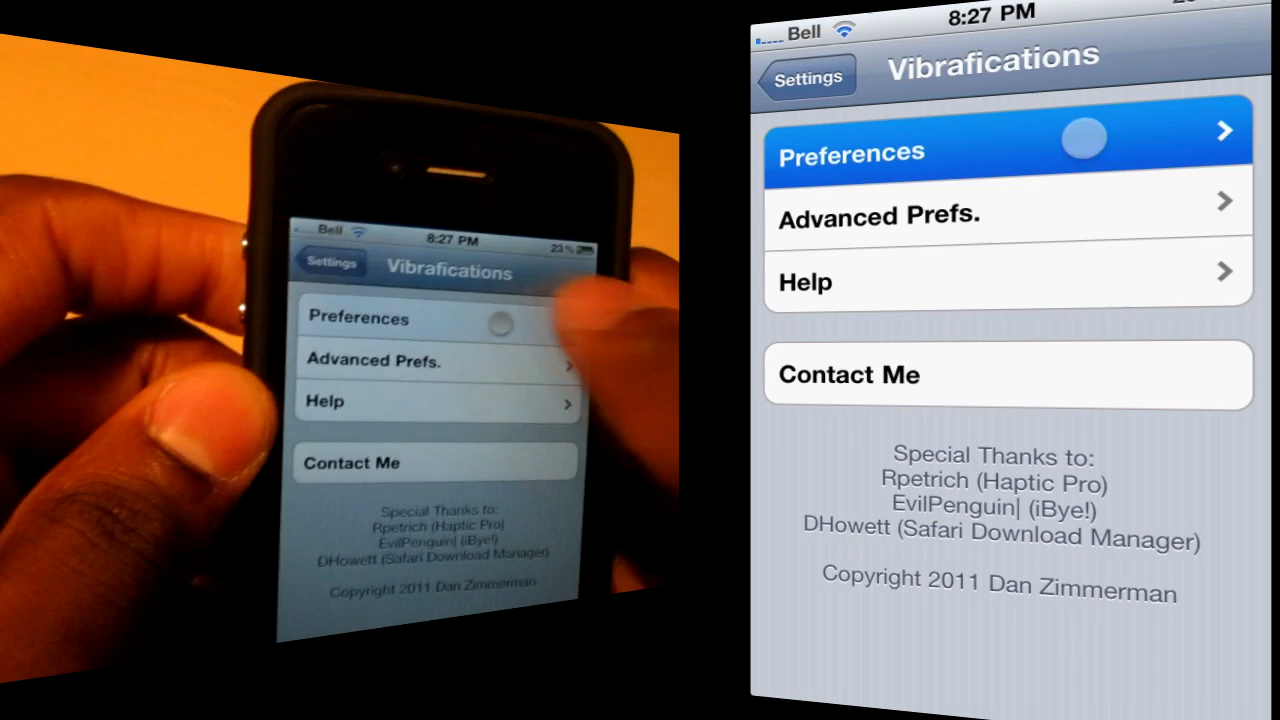 Bell 8:27 PM 23%
Settings Vibrafications
Preferences
Advanced Prefs.
Help
Contact Me
Special Thanks to:
Rpetrich (Haptic Pro)
EvilPenguin| (iBye!)
DHowett (Safari Download Manager)
Copyright 2011 Dan Zimmerman
Bell 8:27 PM
Settings Vibrafications
Preferences
Advanced Prefs.
Help
Contact Me
Special Thanks to:
Rpetrich (Haptic Pro)
EvilPenguin| (iBye!)
DHowett (Safari Download Manager)
Copyright 2011 Dan Zimmerman